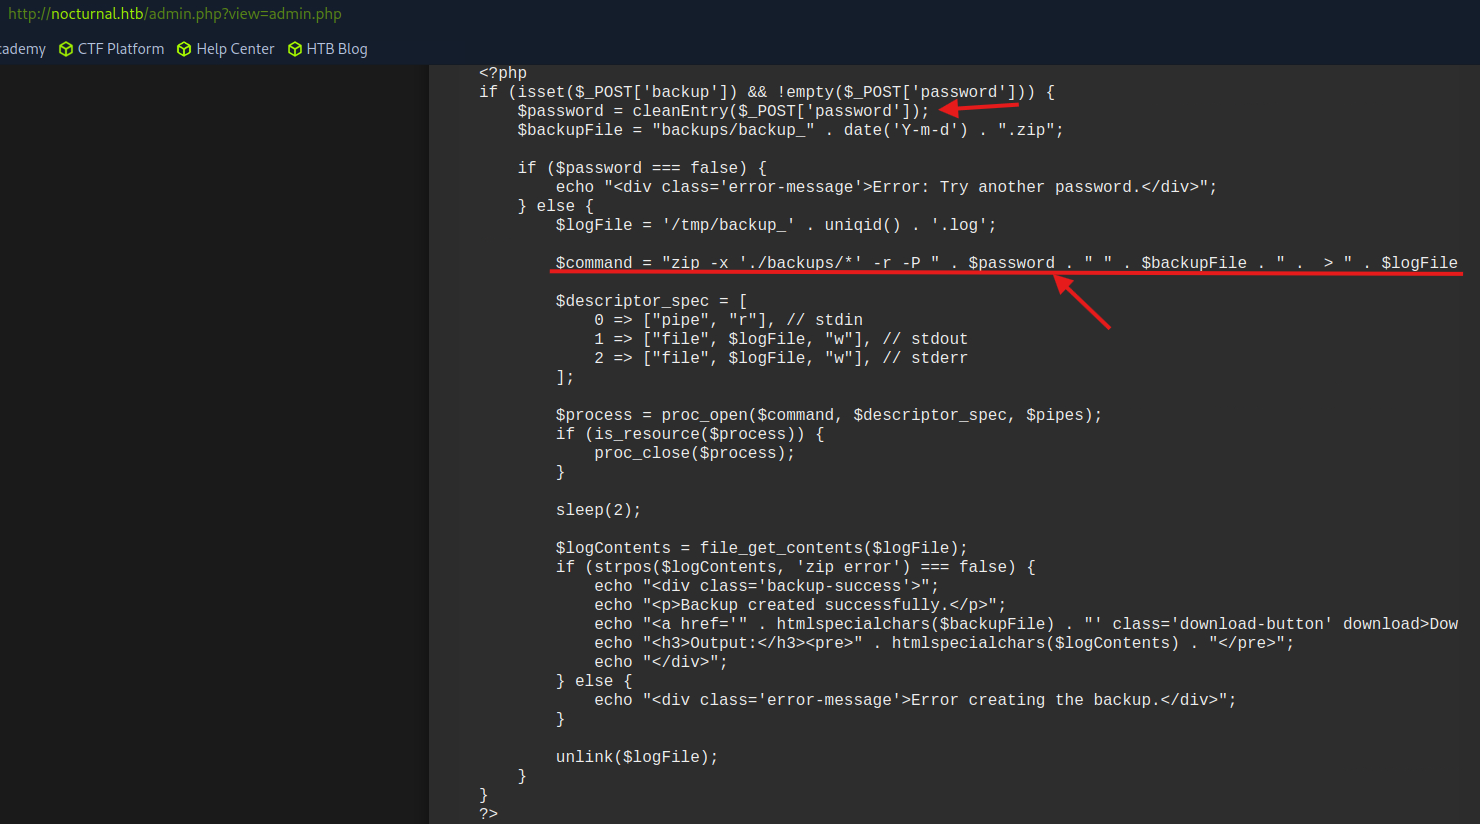 http://nocturnal.htb/admin.php?view=admin.php
cademy CTF Platform Help Center HTB Blog
<?php
if (isset($_POST['backup']) && !empty($_POST['password'])) {
    $password = cleanEntry($_POST['password']);
    $backupFile = "backups/backup_" . date('Y-m-d') . ".zip";

    if ($password === false) {
        echo "<div class='error-message'>Error: Try another password.</div>";
    } else {
        $logFile = '/tmp/backup_' . uniqid() . '.log';

        $command = "zip -x './backups/*' -r -P " . $password . " " . $backupFile . " .  > " . $logFile

        $descriptor_spec = [
            0 => ["pipe", "r"], // stdin
            1 => ["file", $logFile, "w"], // stdout
            2 => ["file", $logFile, "w"], // stderr
        ];

        $process = proc_open($command, $descriptor_spec, $pipes);
        if (is_resource($process)) {
            proc_close($process);
        }

        sleep(2);

        $logContents = file_get_contents($logFile);
        if (strpos($logContents, 'zip error') === false) {
            echo "<div class='backup-success'>";
            echo "<p>Backup created successfully.</p>";
            echo "<a href='" . htmlspecialchars($backupFile) . "' class='download-button' download>Dow
            echo "<h3>Output:</h3><pre>" . htmlspecialchars($logContents) . "</pre>";
            echo "</div>";
        } else {
            echo "<div class='error-message'>Error creating the backup.</div>";
        }

        unlink($logFile);
    }
}
?>